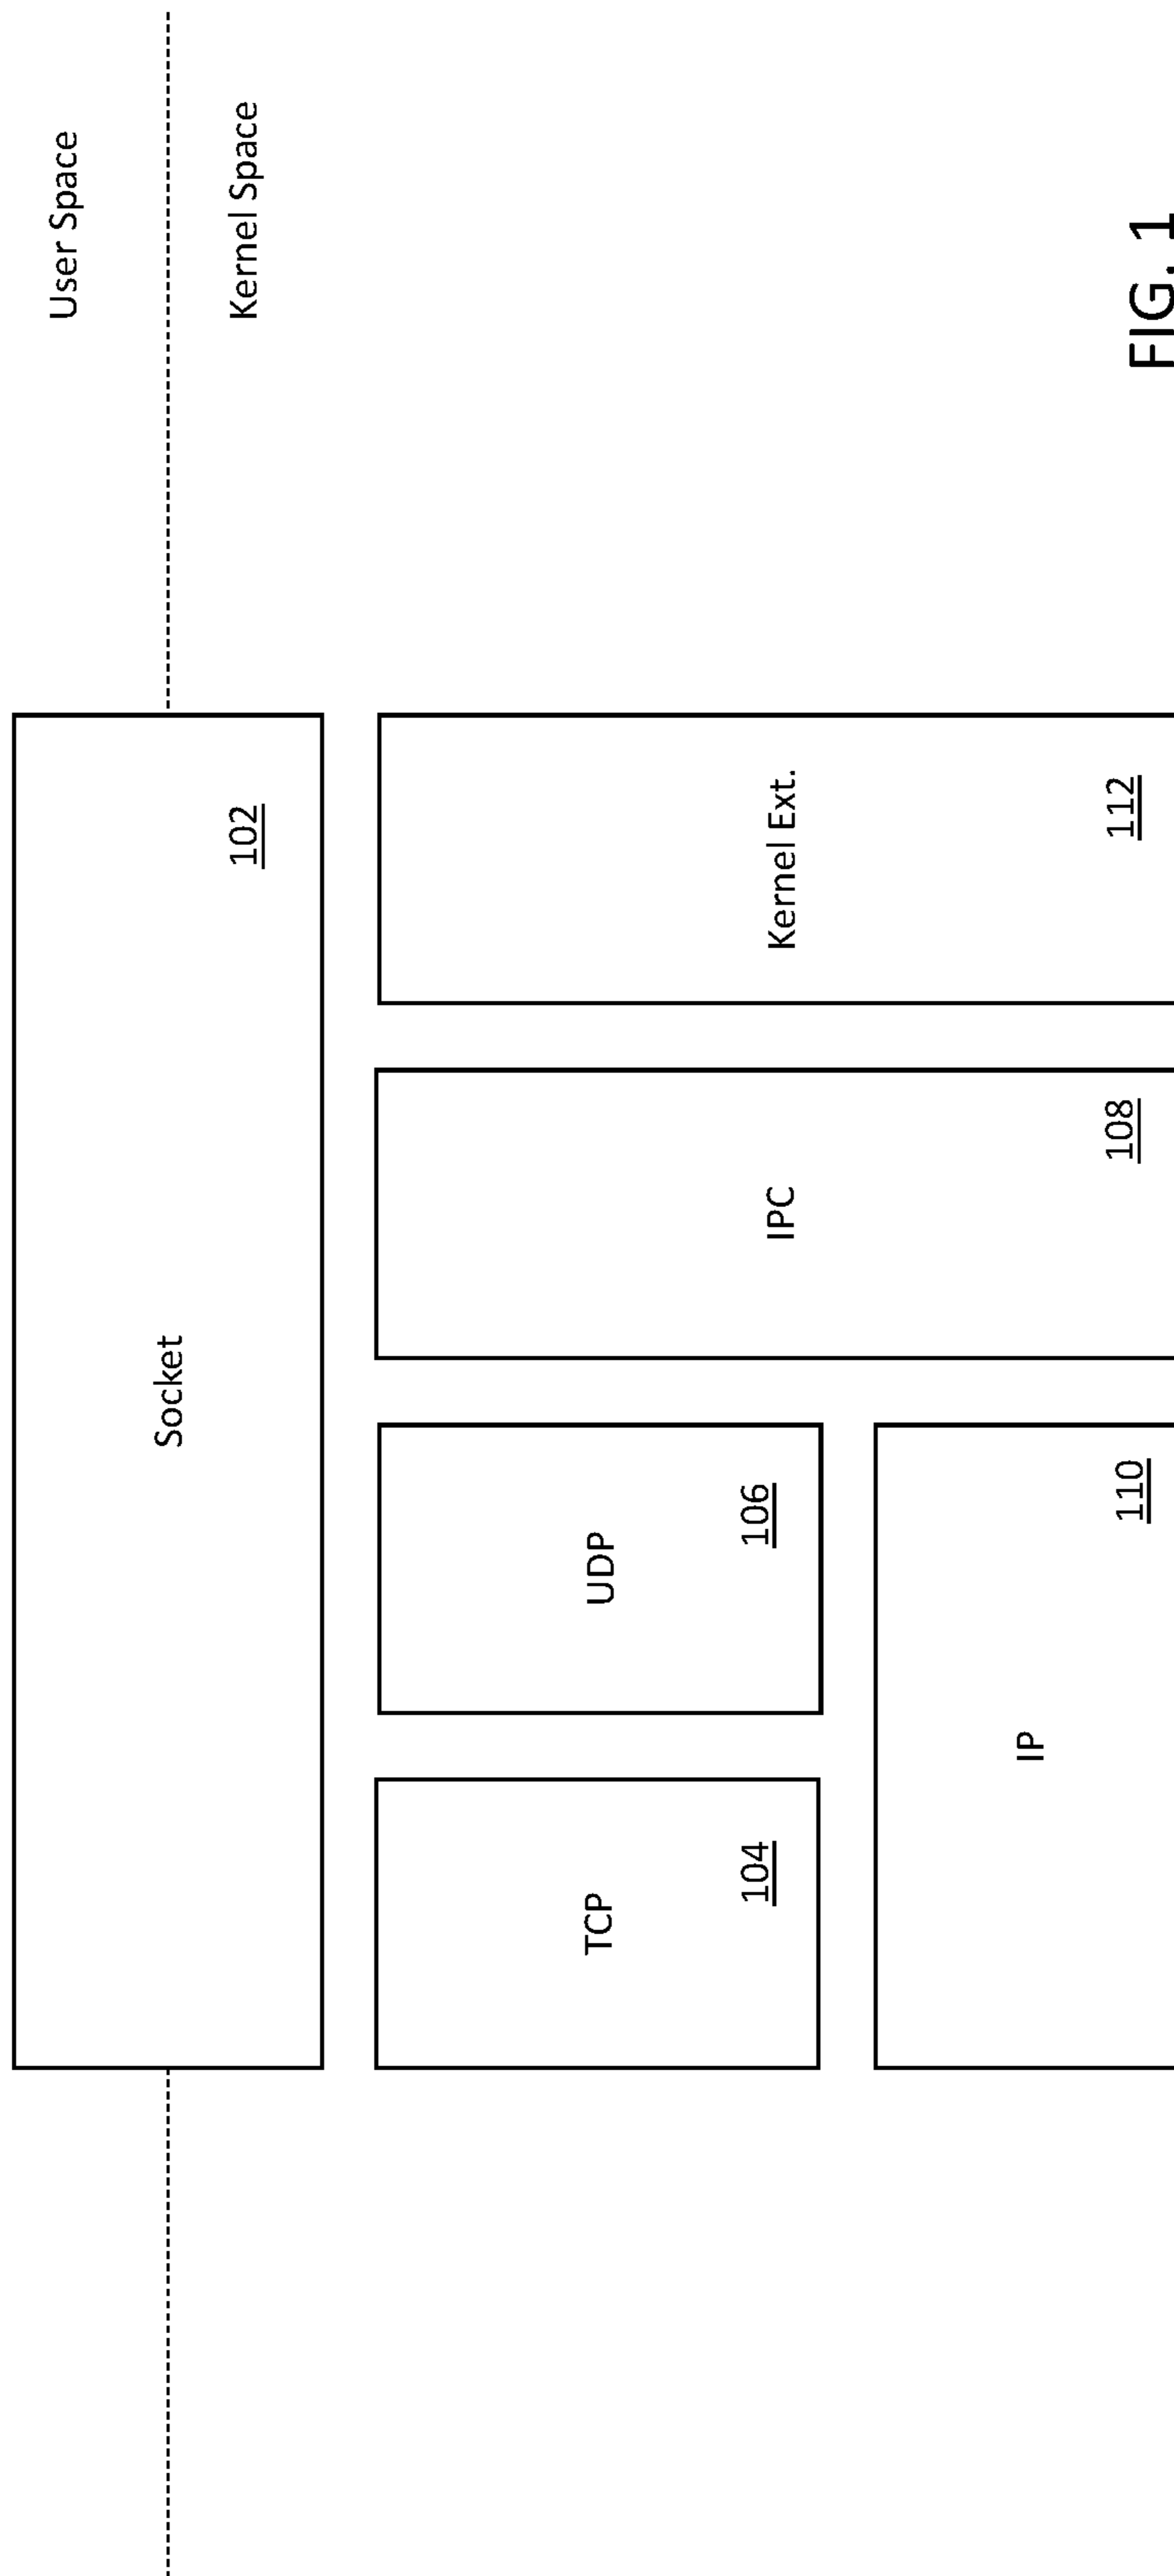 User Space
Kernel Space
Socket
102
TCP
104
UDP
106
IPC
108
Kernel Ext.
112
IP
110
FIG. 1